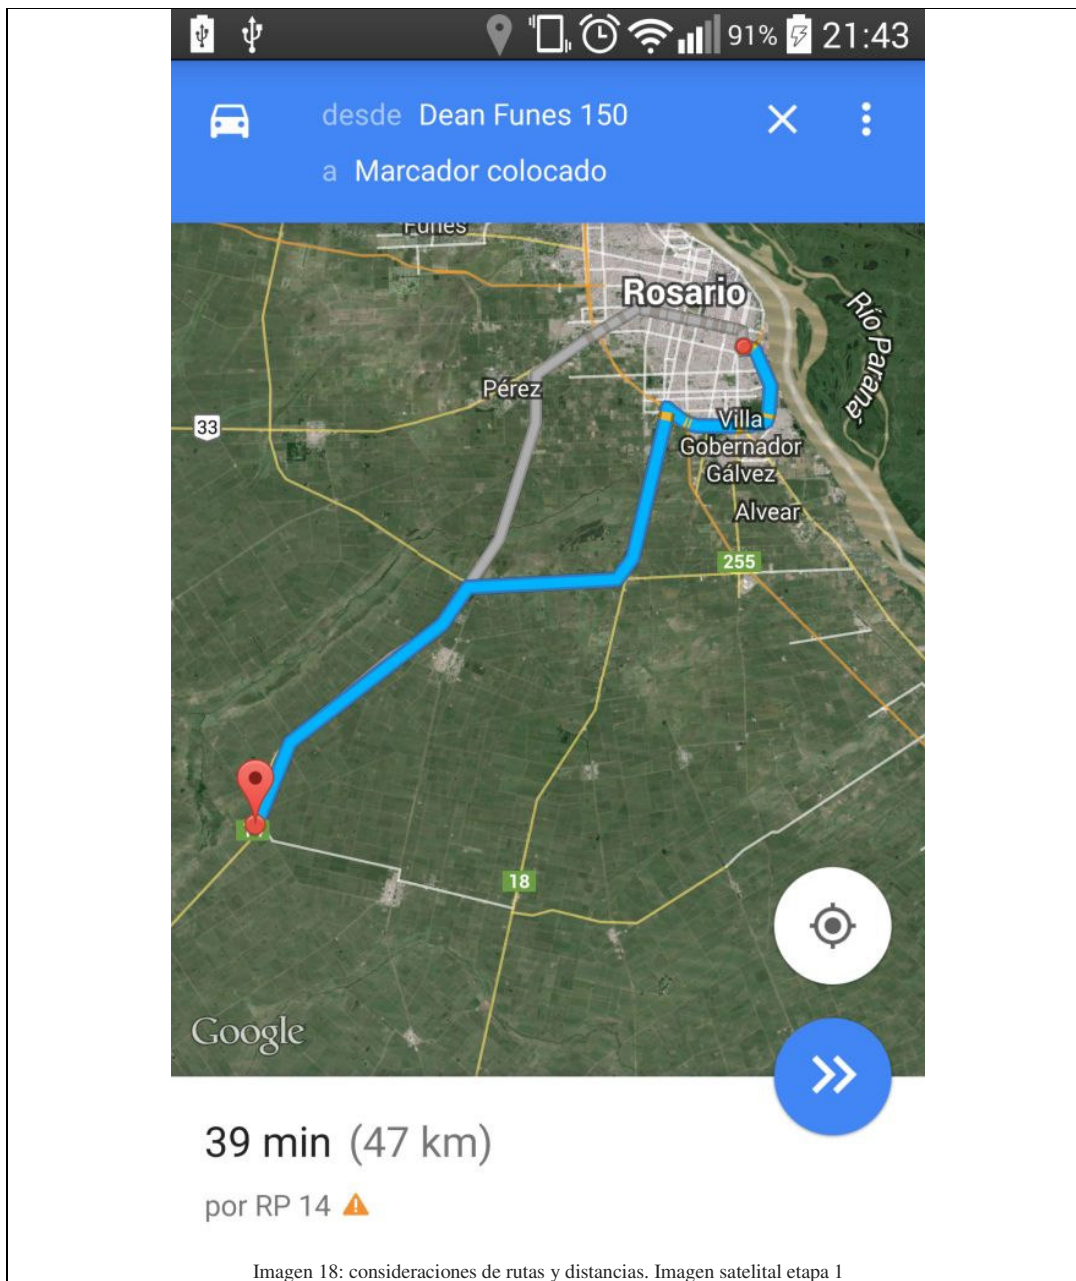 91% 21:43
desde Dean Funes 150
a Marcador colocado
Funes
Rosario
Río Paraná
Pérez
33
Villa
Gobernador
Gálvez
Alvear
255
18
Google
39 min (47 km)
por RP 14
Imagen 18: consideraciones de rutas y distancias. Imagen satelital etapa 1